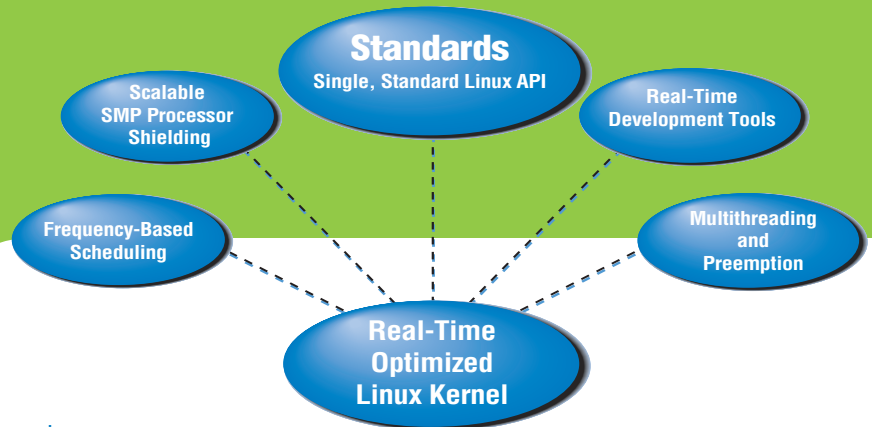 Standards
Single, Standard Linux API
Scalable
SMP Processor
Shielding
Real-Time
Development Tools
Frequency-Based
Scheduling
Multithreading
and
Preemption
Real-Time
Optimized
Linux Kernel